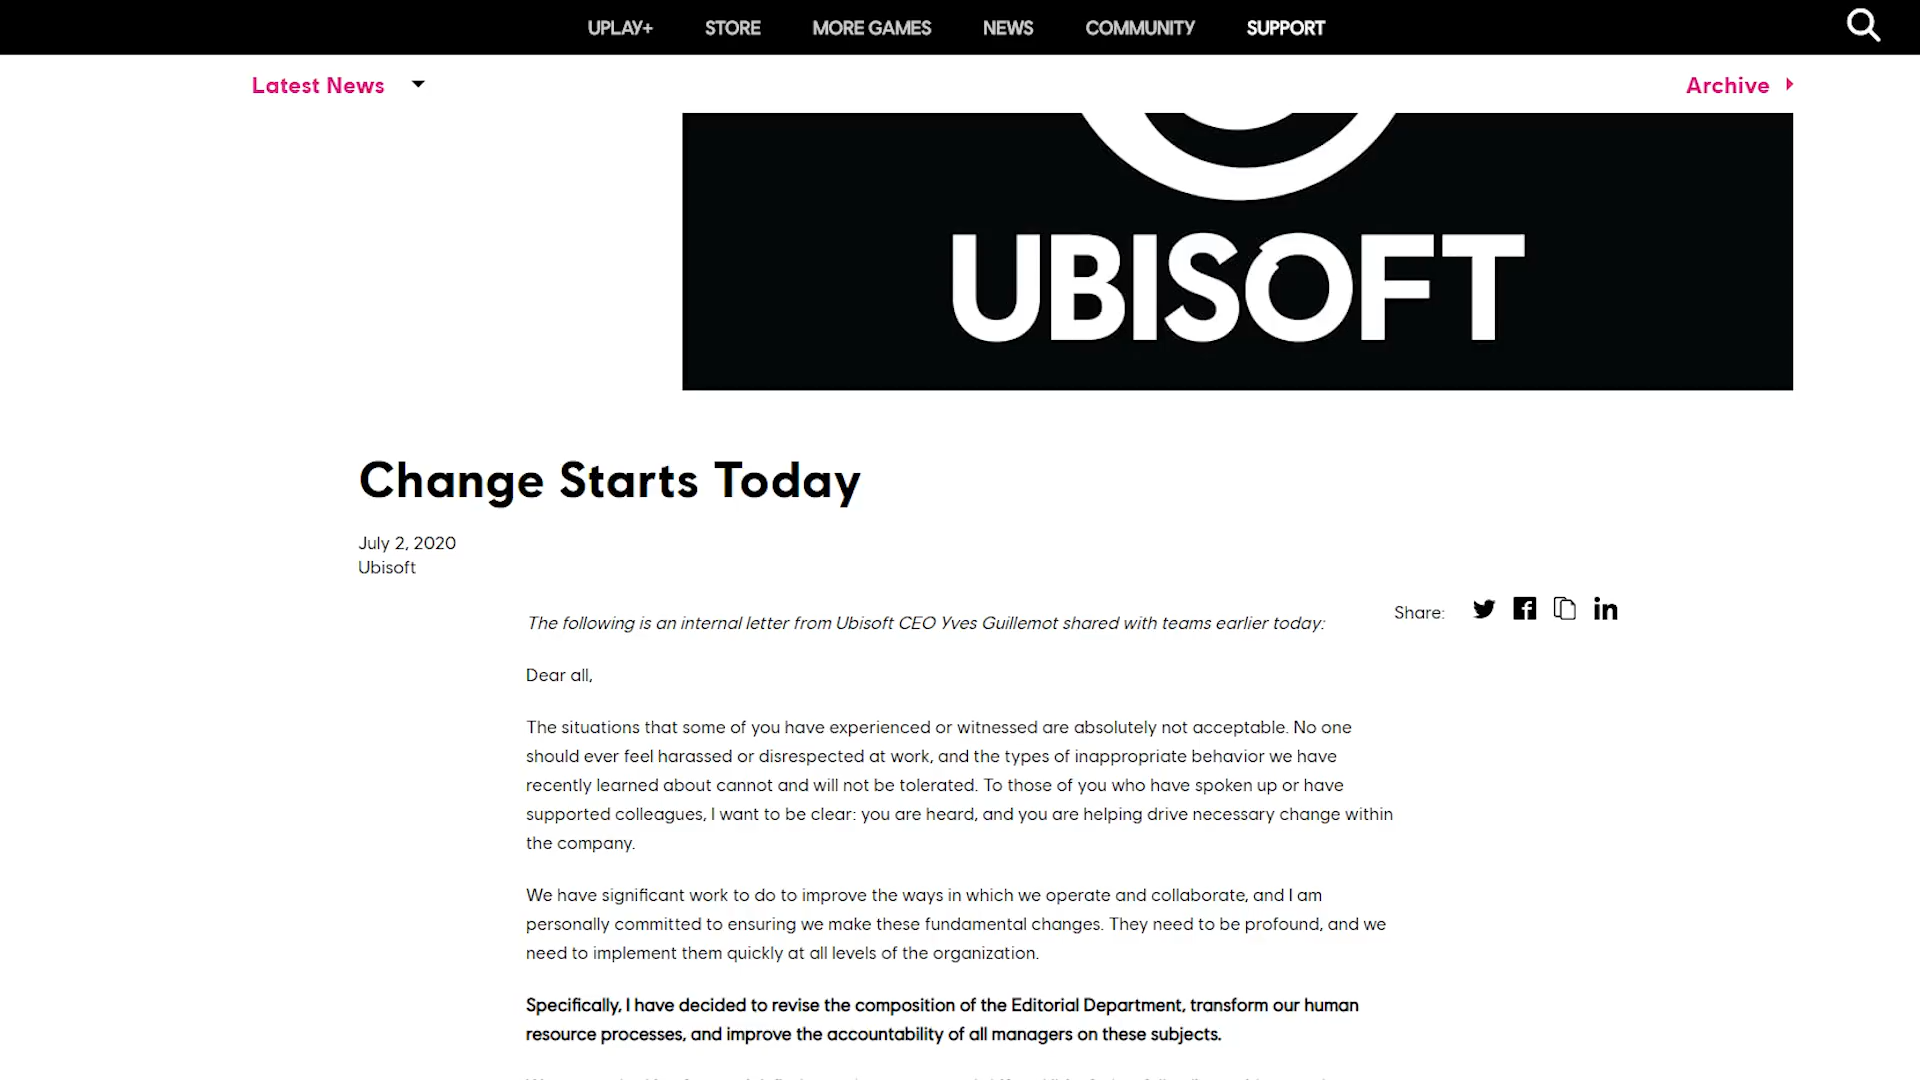 UPLAY+ STORE MORE GAMES NEWS COMMUNITY SUPPORT
Latest News Archive
UBISOFT
Change Starts Today
July 2, 2020
Ubisoft
The following is an internal letter from Ubisoft CEO Yves Guillemot shared with teams earlier today:
Share:
Dear all,
The situations that some of you have experienced or witnessed are absolutely not acceptable. No one
should ever feel harassed or disrespected at work, and the types of inappropriate behavior we have
recently learned about cannot and will not be tolerated. To those of you who have spoken up or have
supported colleagues, I want to be clear: you are heard, and you are helping drive necessary change within
the company.
We have significant work to do to improve the ways in which we operate and collaborate, and I am
personally committed to ensuring we make these fundamental changes. They need to be profound, and we
need to implement them quickly at all levels of the organization.
Specifically, I have decided to revise the composition of the Editorial Department, transform our human
resource processes, and improve the accountability of all managers on these subjects.